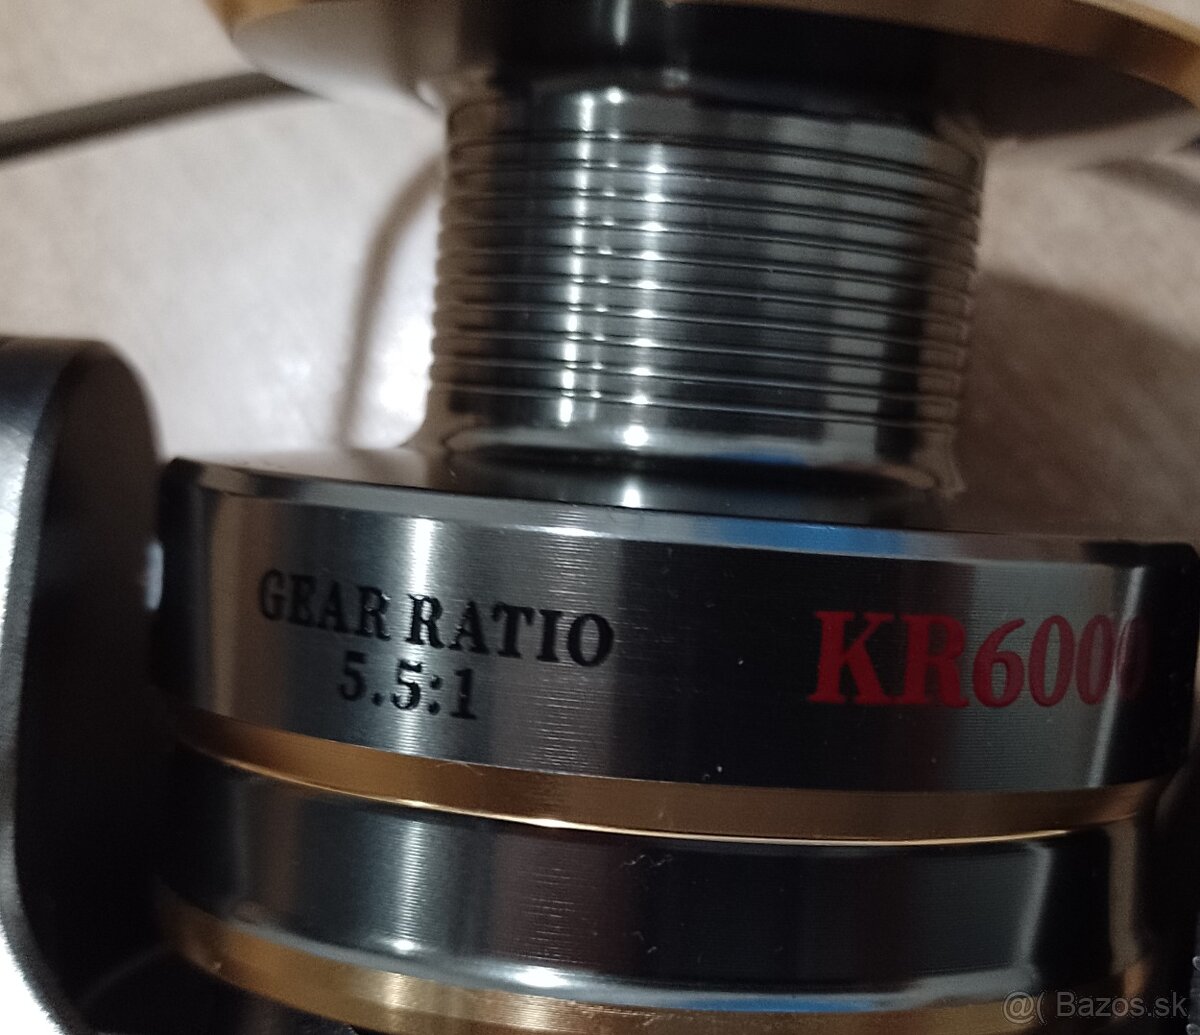 GEAR RATIO
5.5:1
KR6000
@( Bazos.sk